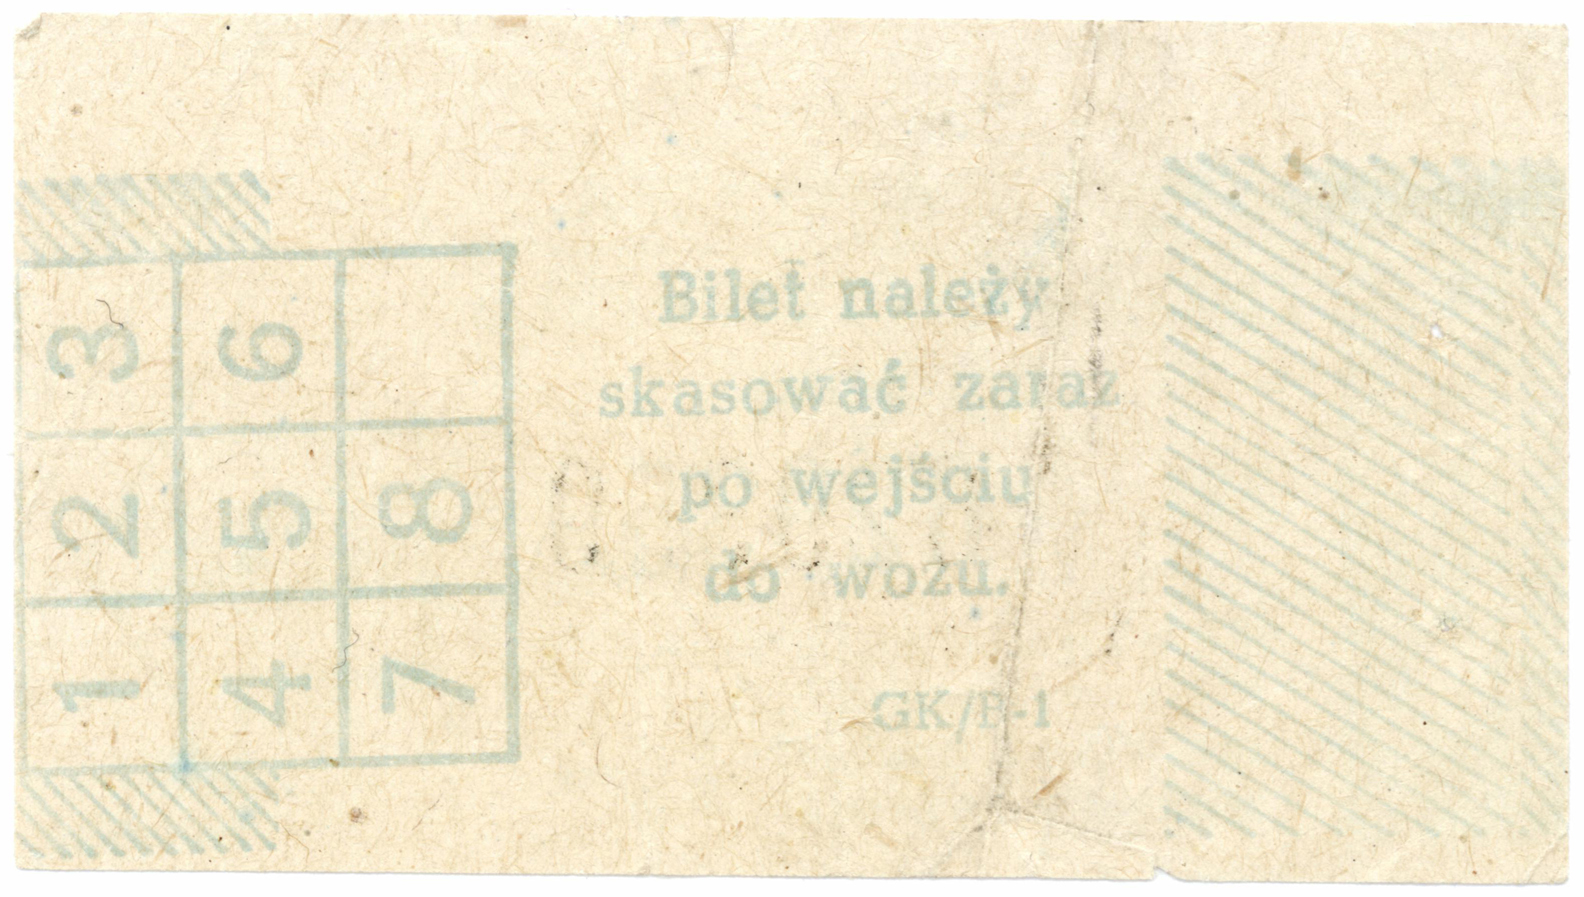 3 6
2 5 8
1 4 7
Bilet należy
skasować zaraz
po wejściu
do wozu.
GK/E-1